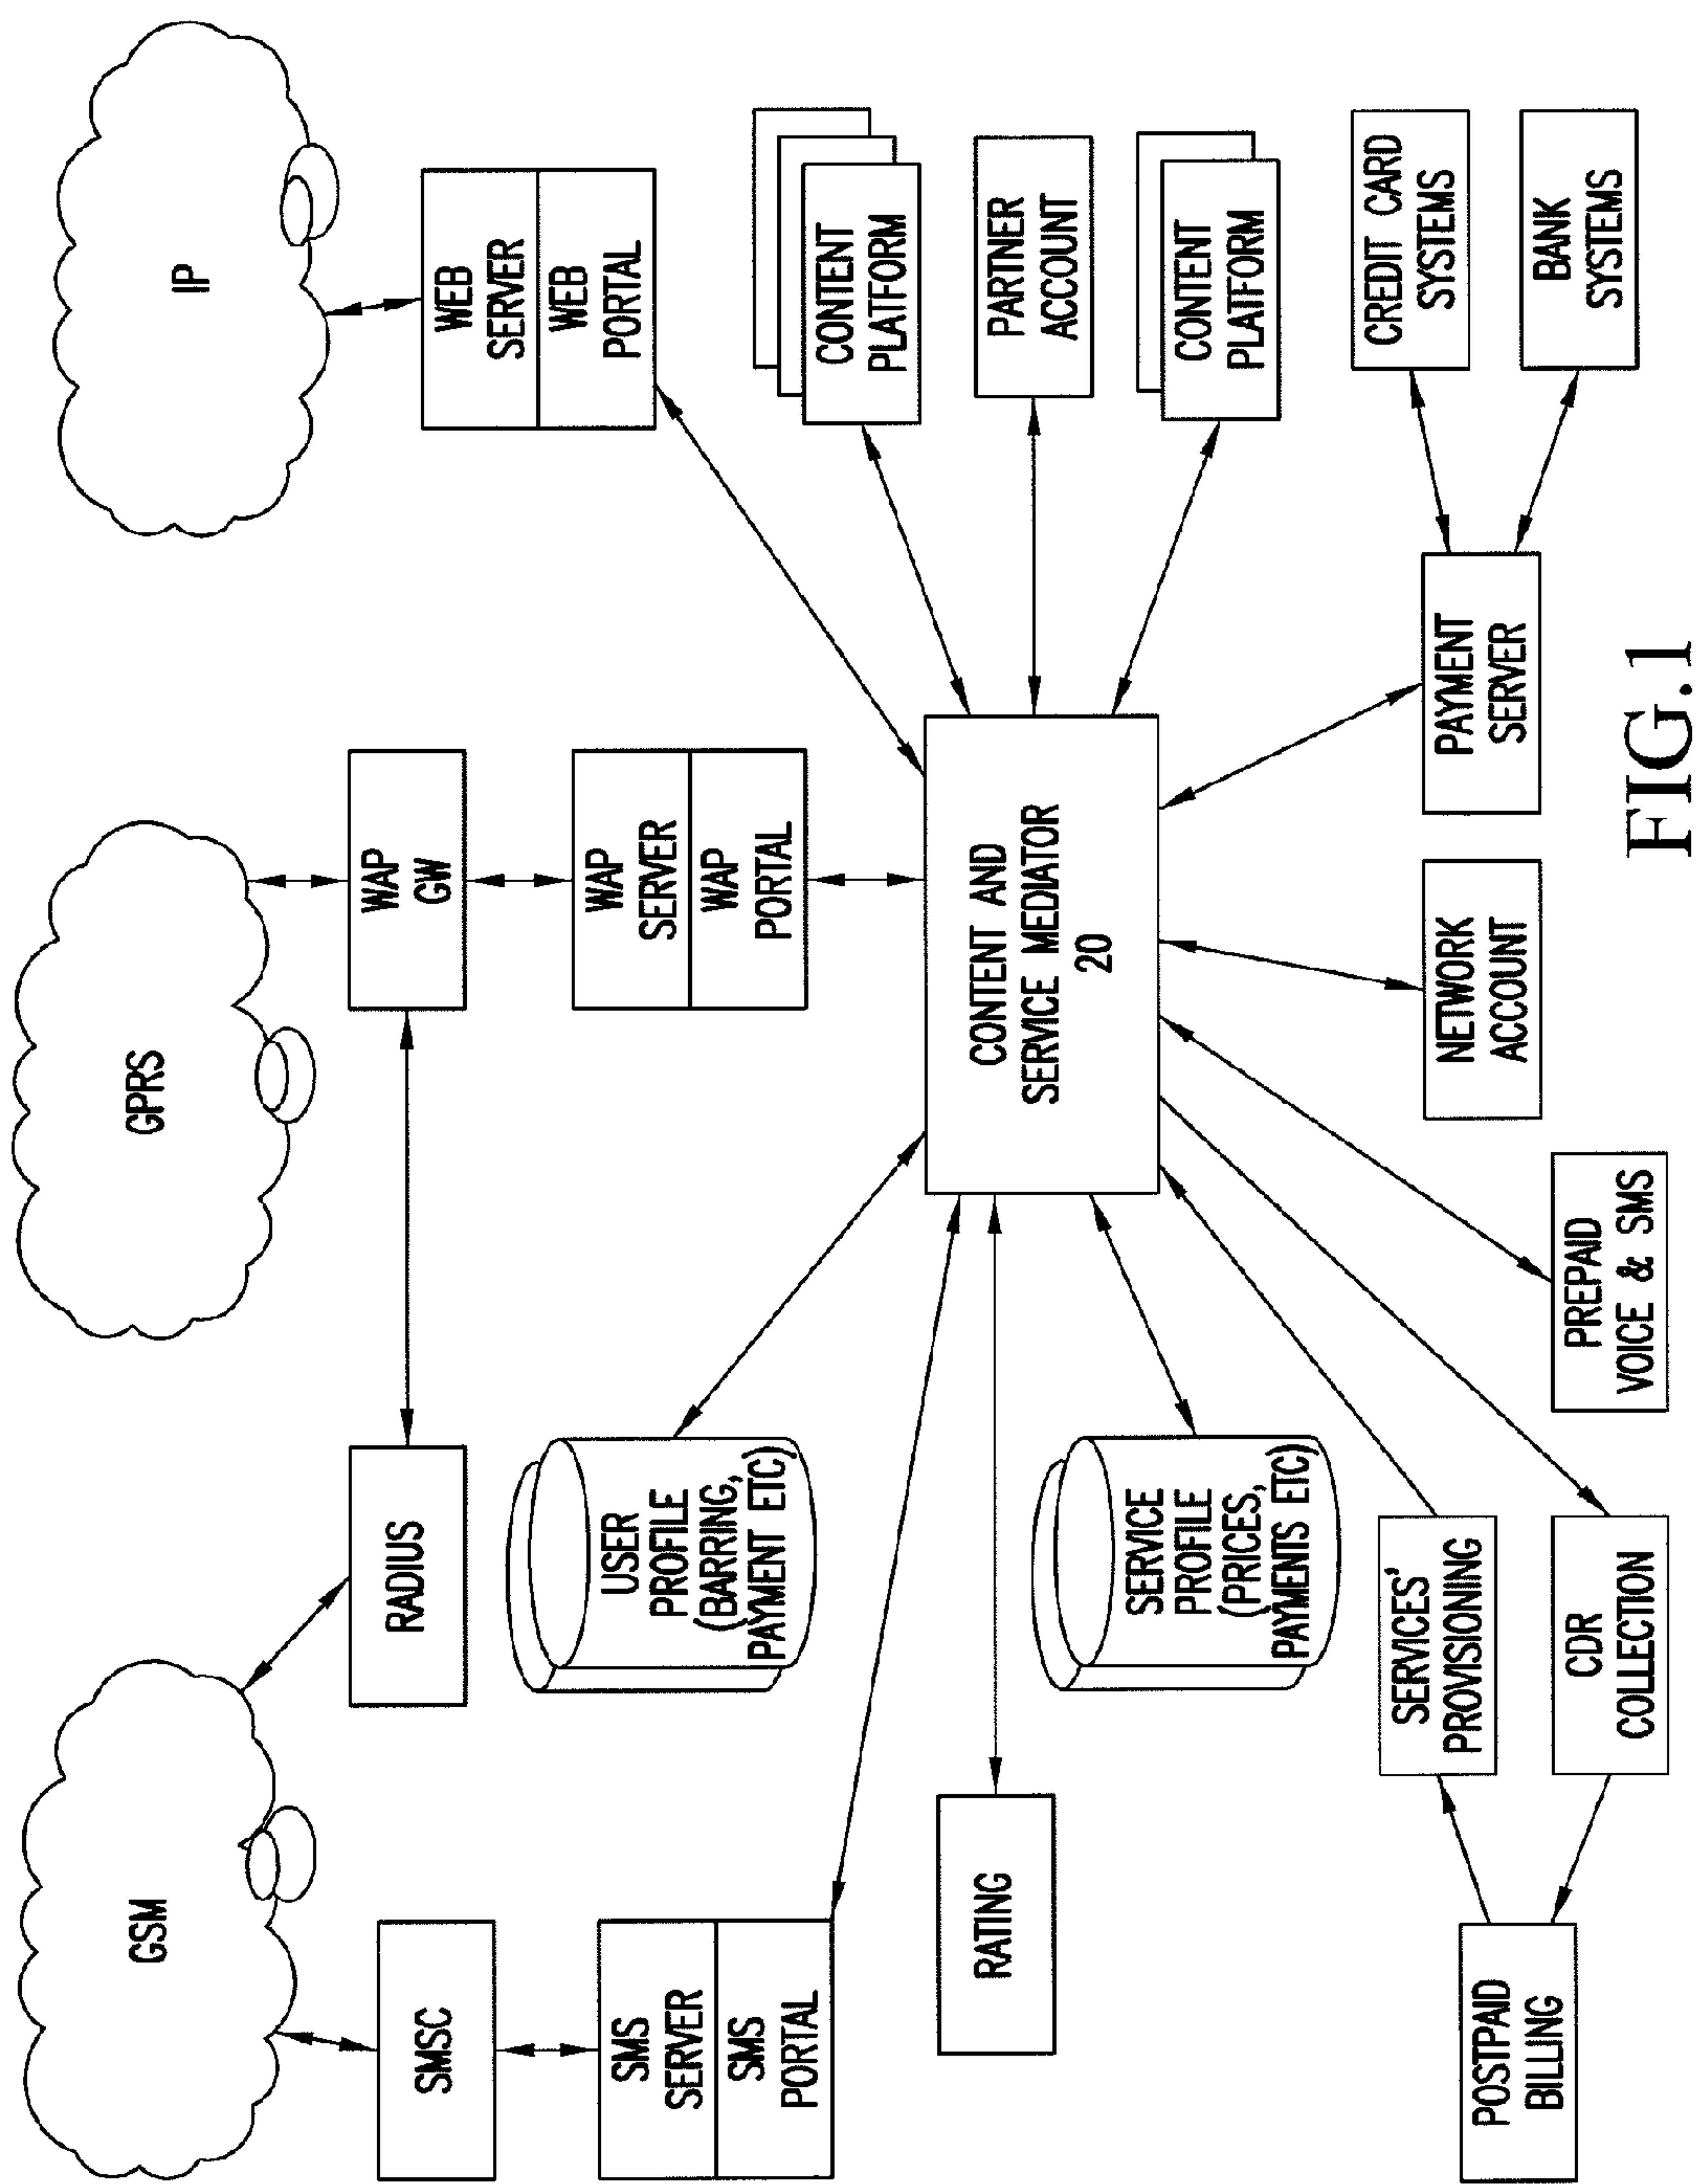 GSM
GPRS
IP
SMSC
RADIUS
WAP
GW
WEB
SERVER
WEB
PORTAL
SMS
SERVER
SMS
PORTAL
USER
PROFILE
(BARRING,
PAYMENT ETC)
WAP
SERVER
WAP
PORTAL
CONTENT
PLATFORM
RATING
CONTENT AND
SERVICE MEDIATOR
20
PARTNER
ACCOUNT
SERVICE
PROFILE
(PRICES,
PAYMENTS ETC)
CONTENT
PLATFORM
SERVICES'
PROVISIONING
NETWORK
ACCOUNT
PAYMENT
SERVER
CREDIT CARD
SYSTEMS
POSTPAID
BILLING
CDR
COLLECTION
PREPAID
VOICE & SMS
BANK
SYSTEMS
FIG.1